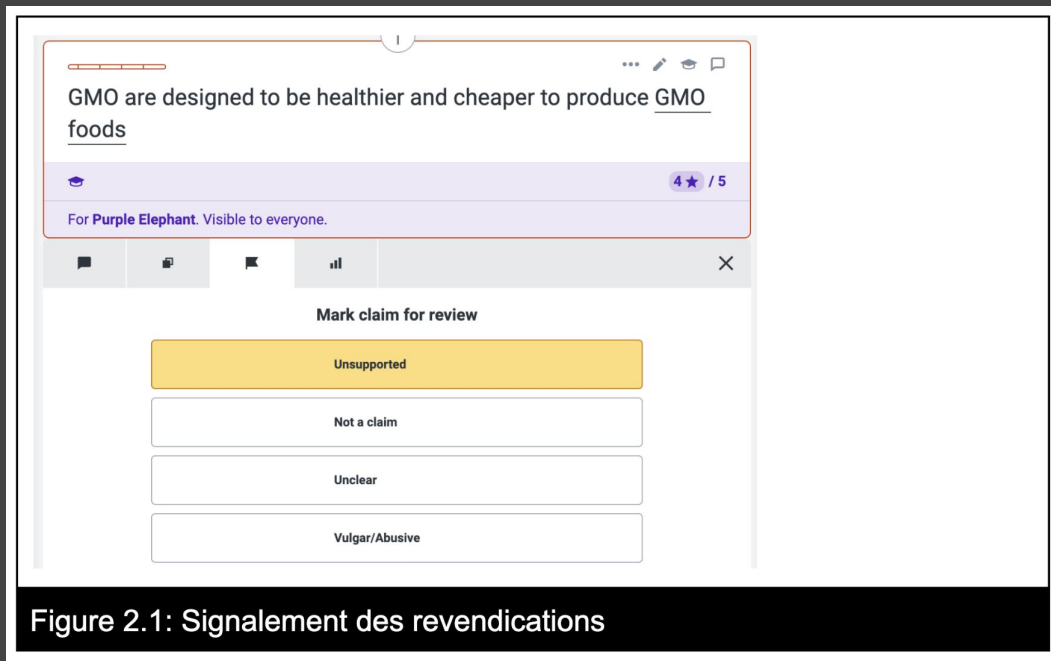 GMO are designed to be healthier and cheaper to produce GMO
foods
4★ / 5
For Purple Elephant. Visible to everyone.
Mark claim for review
Unsupported
Not a claim
Unclear
Vulgar/Abusive
Figure 2.1: Signalement des revendications